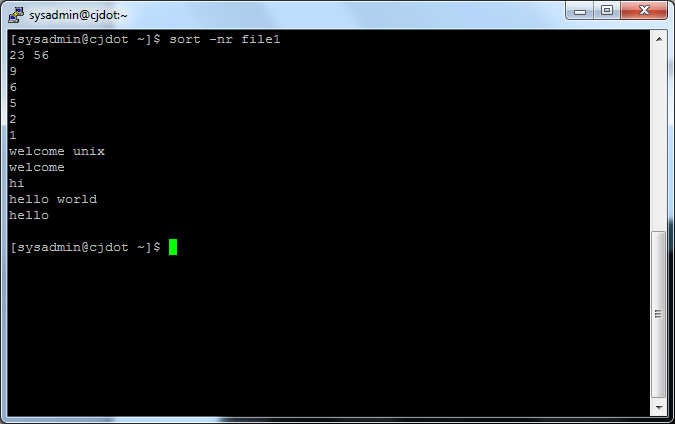 sysadmin@cjdot:~
[sysadmin@cjdot ~]$ sort -nr file1
23 56
9
6
5
2
1
welcome unix
welcome
hi
hello world
hello
[sysadmin@cjdot ~]$